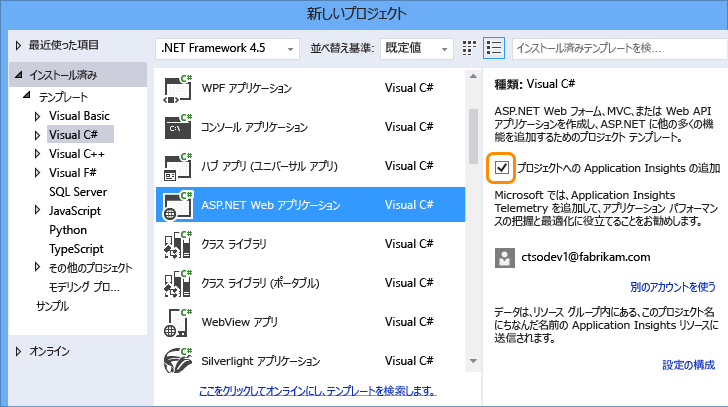 新しいプロジェクト
最近使った項目
インストール済み
テンプレート
Visual Basic
Visual C#
Visual C++
Visual F#
SQL Server
JavaScript
Python
TypeScript
その他のプロジェクト
モデリング プロ...
サンプル
オンライン
.NET Framework 4.5
並べ替え基準: 既定値
インストール済みテンプレートを検...
C# WPF アプリケーション Visual C#
C# コンソール アプリケーション Visual C#
C# ハブ アプリ (ユニバーサル アプリ) Visual C#
C# ASP.NET Web アプリケーション Visual C#
C# クラス ライブラリ Visual C#
C# クラス ライブラリ (ポータブル) Visual C#
C# WebView アプリ Visual C#
C# Silverlight アプリケーション Visual C#
ここをクリックしてオンラインにし、テンプレートを検索します。
種類: Visual C#
ASP.NET Web フォーム、MVC、または Web API
アプリケーションを作成し、ASP.NET に他の多くの機
能を追加するためのプロジェクト テンプレート。
プロジェクトへの Application Insights の追加
Microsoft では、Application Insights
Telemetry を追加して、アプリケーション パフォーマン
スの把握と最適化に役立てることをお勧めします。
ctsodev1@fabrikam.com
別のアカウントを使う
データは、リソース グループ内にある、このプロジェクト名
にちなんだ名前の Application Insights リソースに
送信されます。
設定の構成